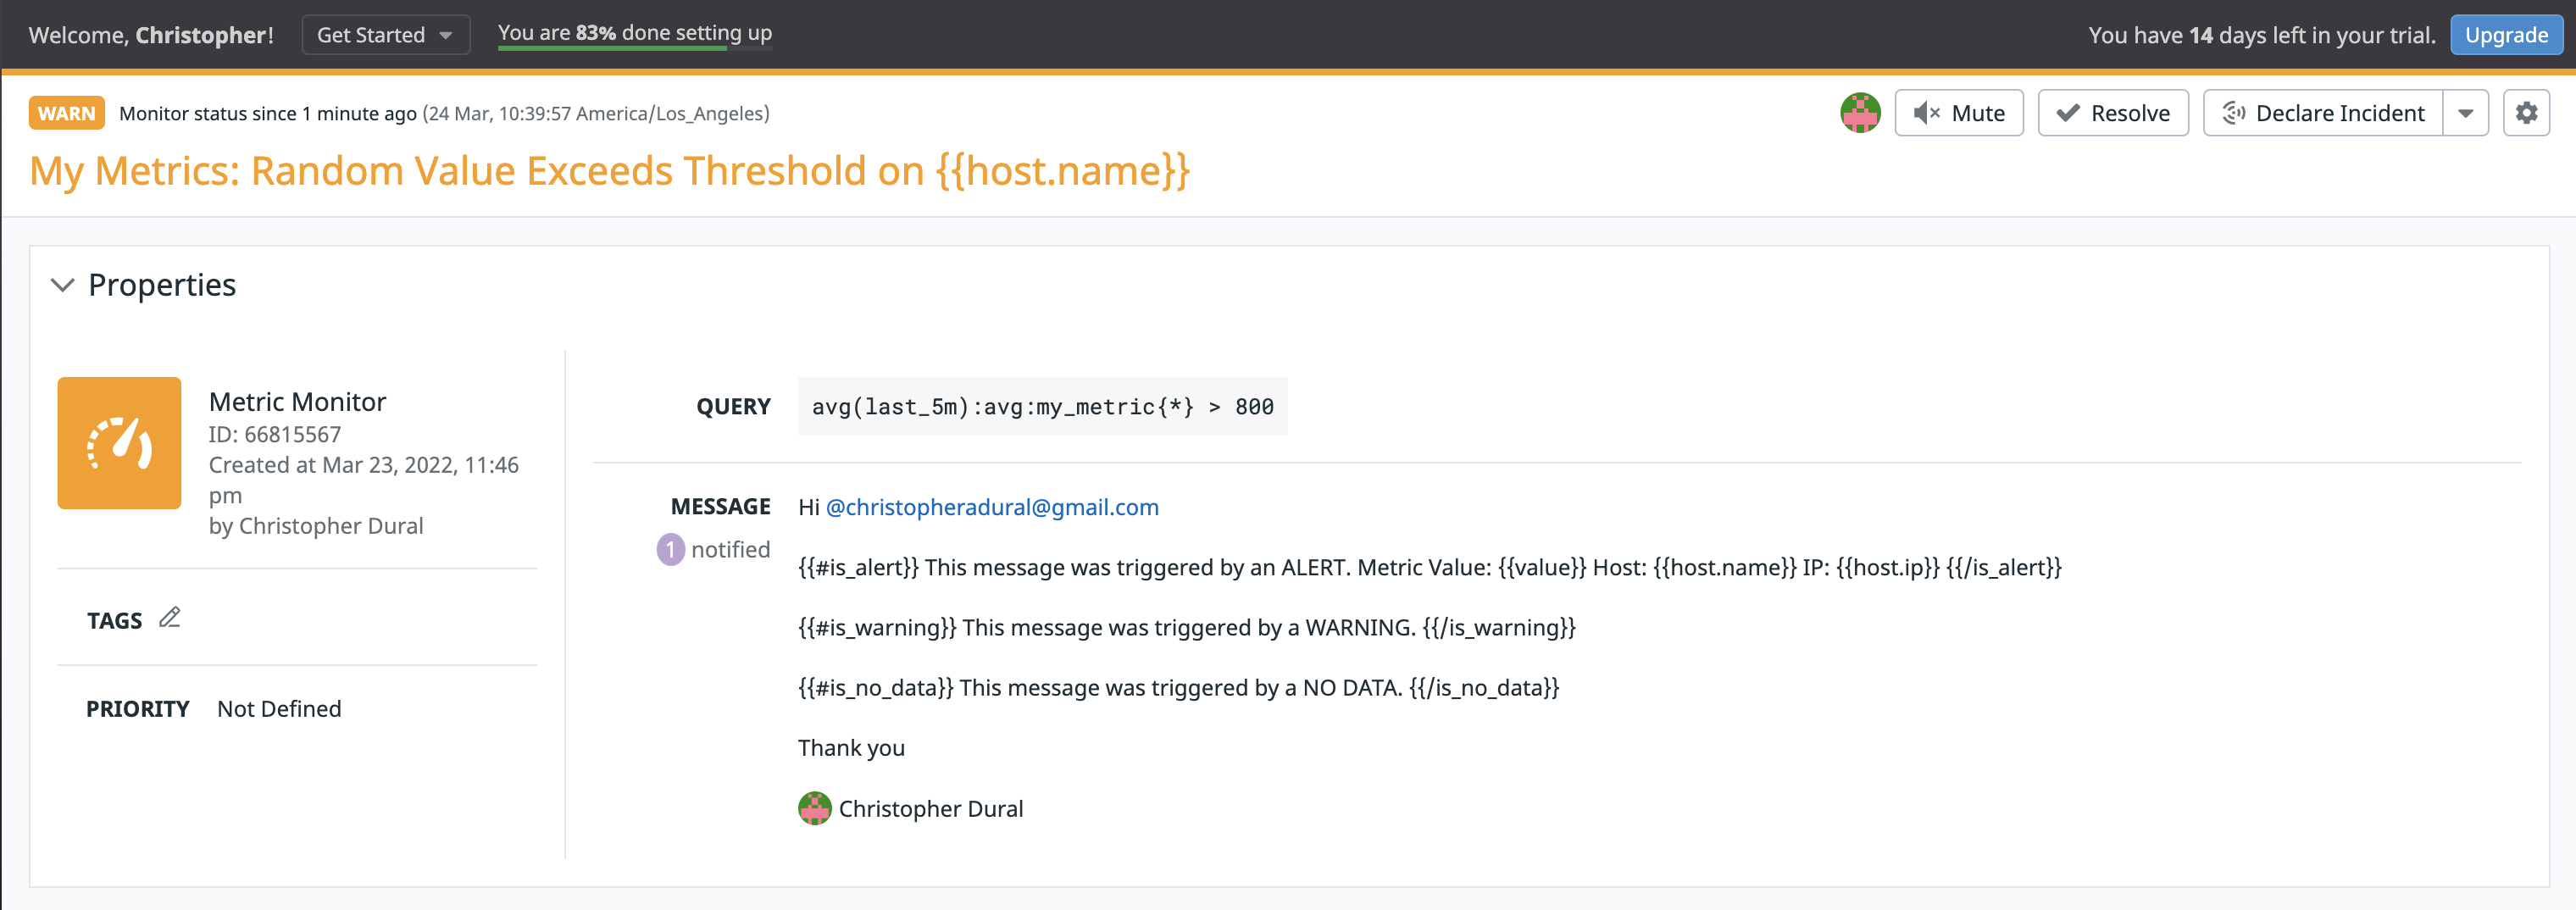 Welcome, Christopher! Get Started You are 83% done setting up You have 14 days left in your trial. Upgrade
WARN Monitor status since 1 minute ago (24 Mar, 10:39:57 America/Los_Angeles) Mute Resolve Declare Incident
My Metrics: Random Value Exceeds Threshold on {{host.name}}
Properties
Metric Monitor
ID: 66815567
Created at Mar 23, 2022, 11:46
pm
by Christopher Dural
TAGS
PRIORITY Not Defined
QUERY avg(last_5m):avg:my_metric{*} > 800
MESSAGE Hi @christopheradural@gmail.com
1 notified
{{#is_alert}} This message was triggered by an ALERT. Metric Value: {{value}} Host: {{host.name}} IP: {{host.ip}} {{/is_alert}}
{{#is_warning}} This message was triggered by a WARNING. {{/is_warning}}
{{#is_no_data}} This message was triggered by a NO DATA. {{/is_no_data}}
Thank you
Christopher Dural